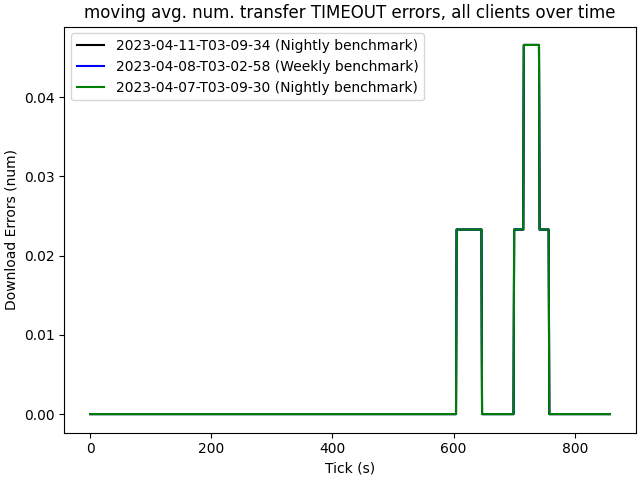 moving avg. num. transfer TIMEOUT errors, all clients over time
2023-04-11-T03-09-34 (Nightly benchmark)
2023-04-08-T03-02-58 (Weekly benchmark)
2023-04-07-T03-09-30 (Nightly benchmark)
0.04
0.03
0.02
0.01
0.00
Download Errors (num)
0 200 400 600 800
Tick (s)